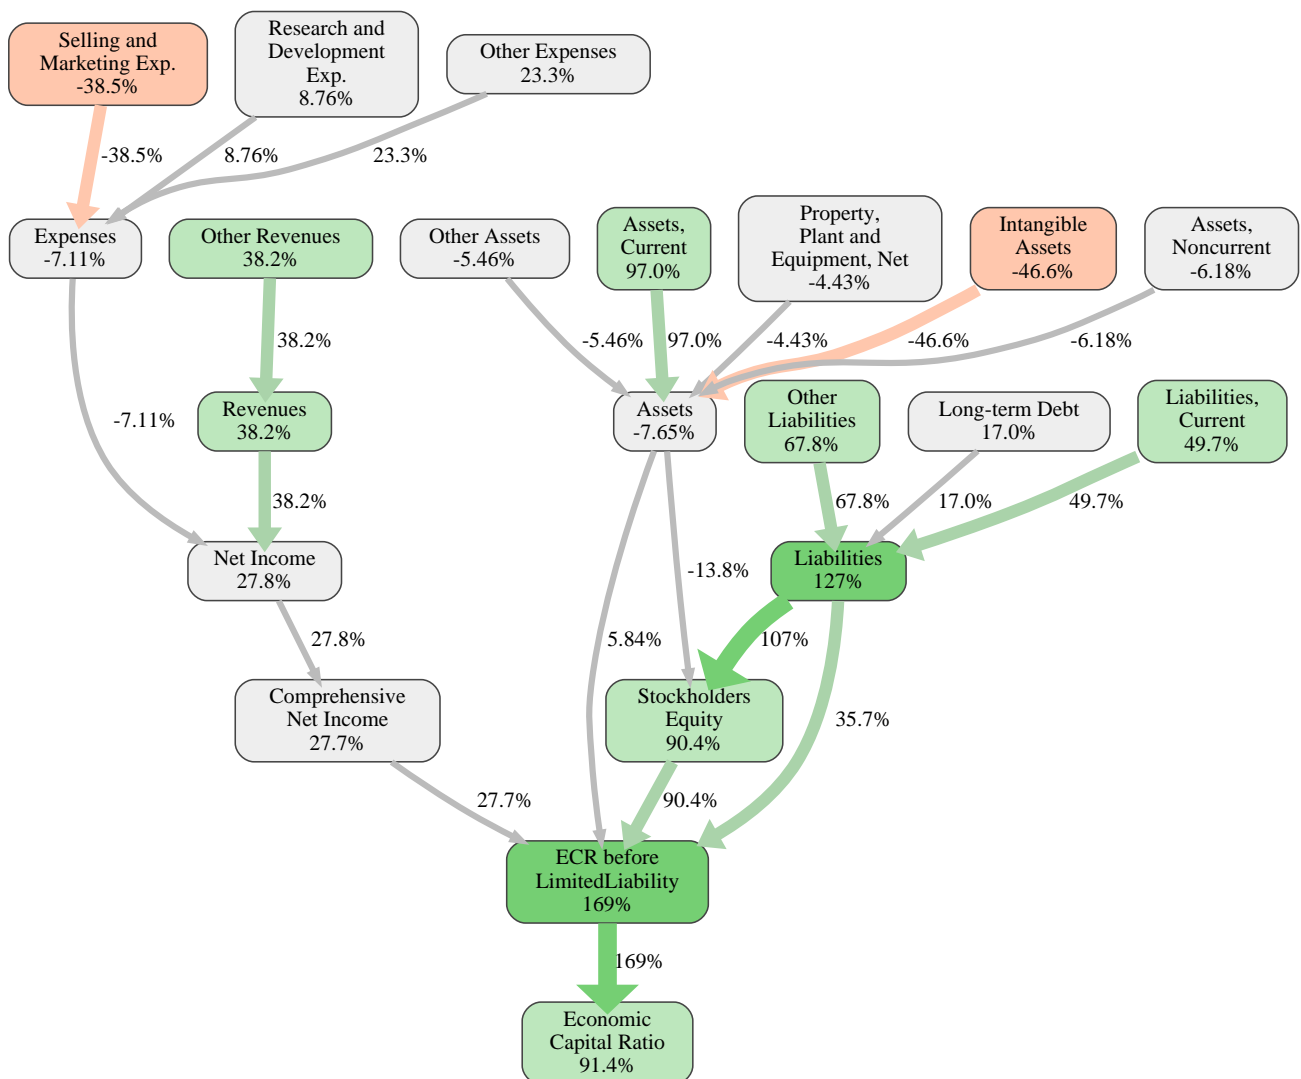 Selling and
Marketing Exp.
-38.5%
Research and
Development
Exp.
8.76%
Other Expenses
23.3%
-38.5%
8.76%
23.3%
Expenses
-7.11%
Other Revenues
38.2%
Other Assets
-5.46%
Assets,
Current
97.0%
Property,
Plant and
Equipment, Net
-4.43%
Intangible
Assets
-46.6%
Assets,
Noncurrent
-6.18%
38.2%
-5.46%
97.0%
-4.43%
-46.6%
-6.18%
-7.11%
Revenues
38.2%
Assets
-7.65%
Other
Liabilities
67.8%
Long-term Debt
17.0%
Liabilities,
Current
49.7%
38.2%
67.8%
17.0%
49.7%
Net Income
27.8%
-13.8%
Liabilities
127%
27.8%
5.84%
107%
Comprehensive
Net Income
27.7%
Stockholders
Equity
90.4%
35.7%
27.7%
90.4%
ECR before
LimitedLiability
169%
169%
Economic
Capital Ratio
91.4%